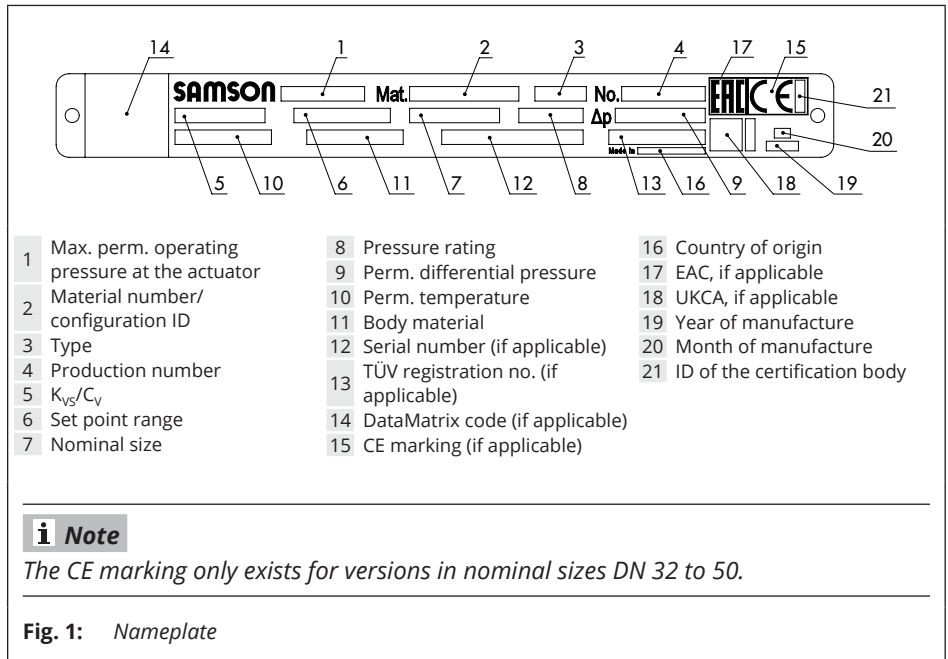 14 1 2 3 4 17 15
SAMSON Mat. No. EAC CE
21
Δp
20
Made in
5 10 6 11 7 12 8 13 16 9 18 19
1 Max. perm. operating
pressure at the actuator
2 Material number/
configuration ID
3 Type
4 Production number
5 KVS/CV
6 Set point range
7 Nominal size
8 Pressure rating
9 Perm. differential pressure
10 Perm. temperature
11 Body material
12 Serial number (if applicable)
13 TÜV registration no. (if
applicable)
14 DataMatrix code (if applicable)
15 CE marking (if applicable)
16 Country of origin
17 EAC, if applicable
18 UKCA, if applicable
19 Year of manufacture
20 Month of manufacture
21 ID of the certification body
i Note
The CE marking only exists for versions in nominal sizes DN 32 to 50.
Fig. 1: Nameplate